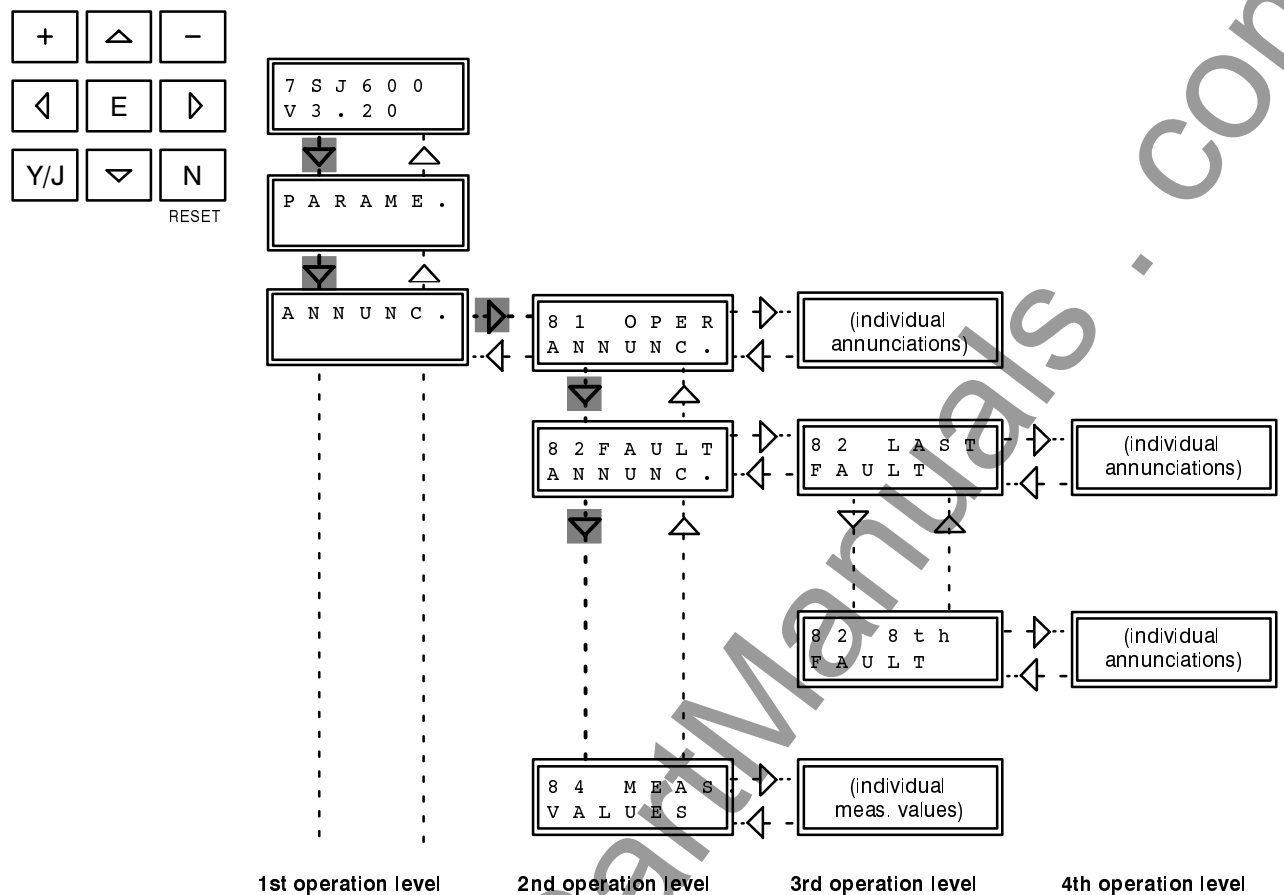 +
−
E
Y/J
N
RESET
7SJ600
V3.20
PARAME.
ANNUNC.
81 OPER
ANNUNC.
(individual
annunciations)
82FAULT
ANNUNC.
82 LAST
FAULT
(individual
annunciations)
82 8th
FAULT
(individual
annunciations)
84 MEAS.
VALUES
(individual
meas. values)
1st operation level
2nd operation level
3rd operation level
4th operation level
artManuals . con